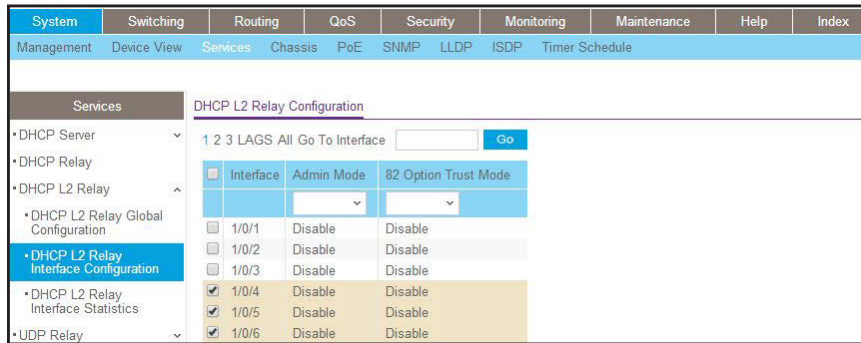 System Switching Routing QoS Security Monitoring Maintenance Help Index
Management Device View Services Chassis PoE SNMP LLDP ISDP Timer Schedule
Services
DHCP Server
DHCP Relay
DHCP L2 Relay
DHCP L2 Relay Global
Configuration
DHCP L2 Relay
Interface Configuration
DHCP L2 Relay
Interface Statistics
UDP Relay
DHCP L2 Relay Configuration
1 2 3 LAGS All Go To Interface Go
Interface Admin Mode 82 Option Trust Mode
1/0/1 Disable Disable
1/0/2 Disable Disable
1/0/3 Disable Disable
1/0/4 Disable Disable
1/0/5 Disable Disable
1/0/6 Disable Disable